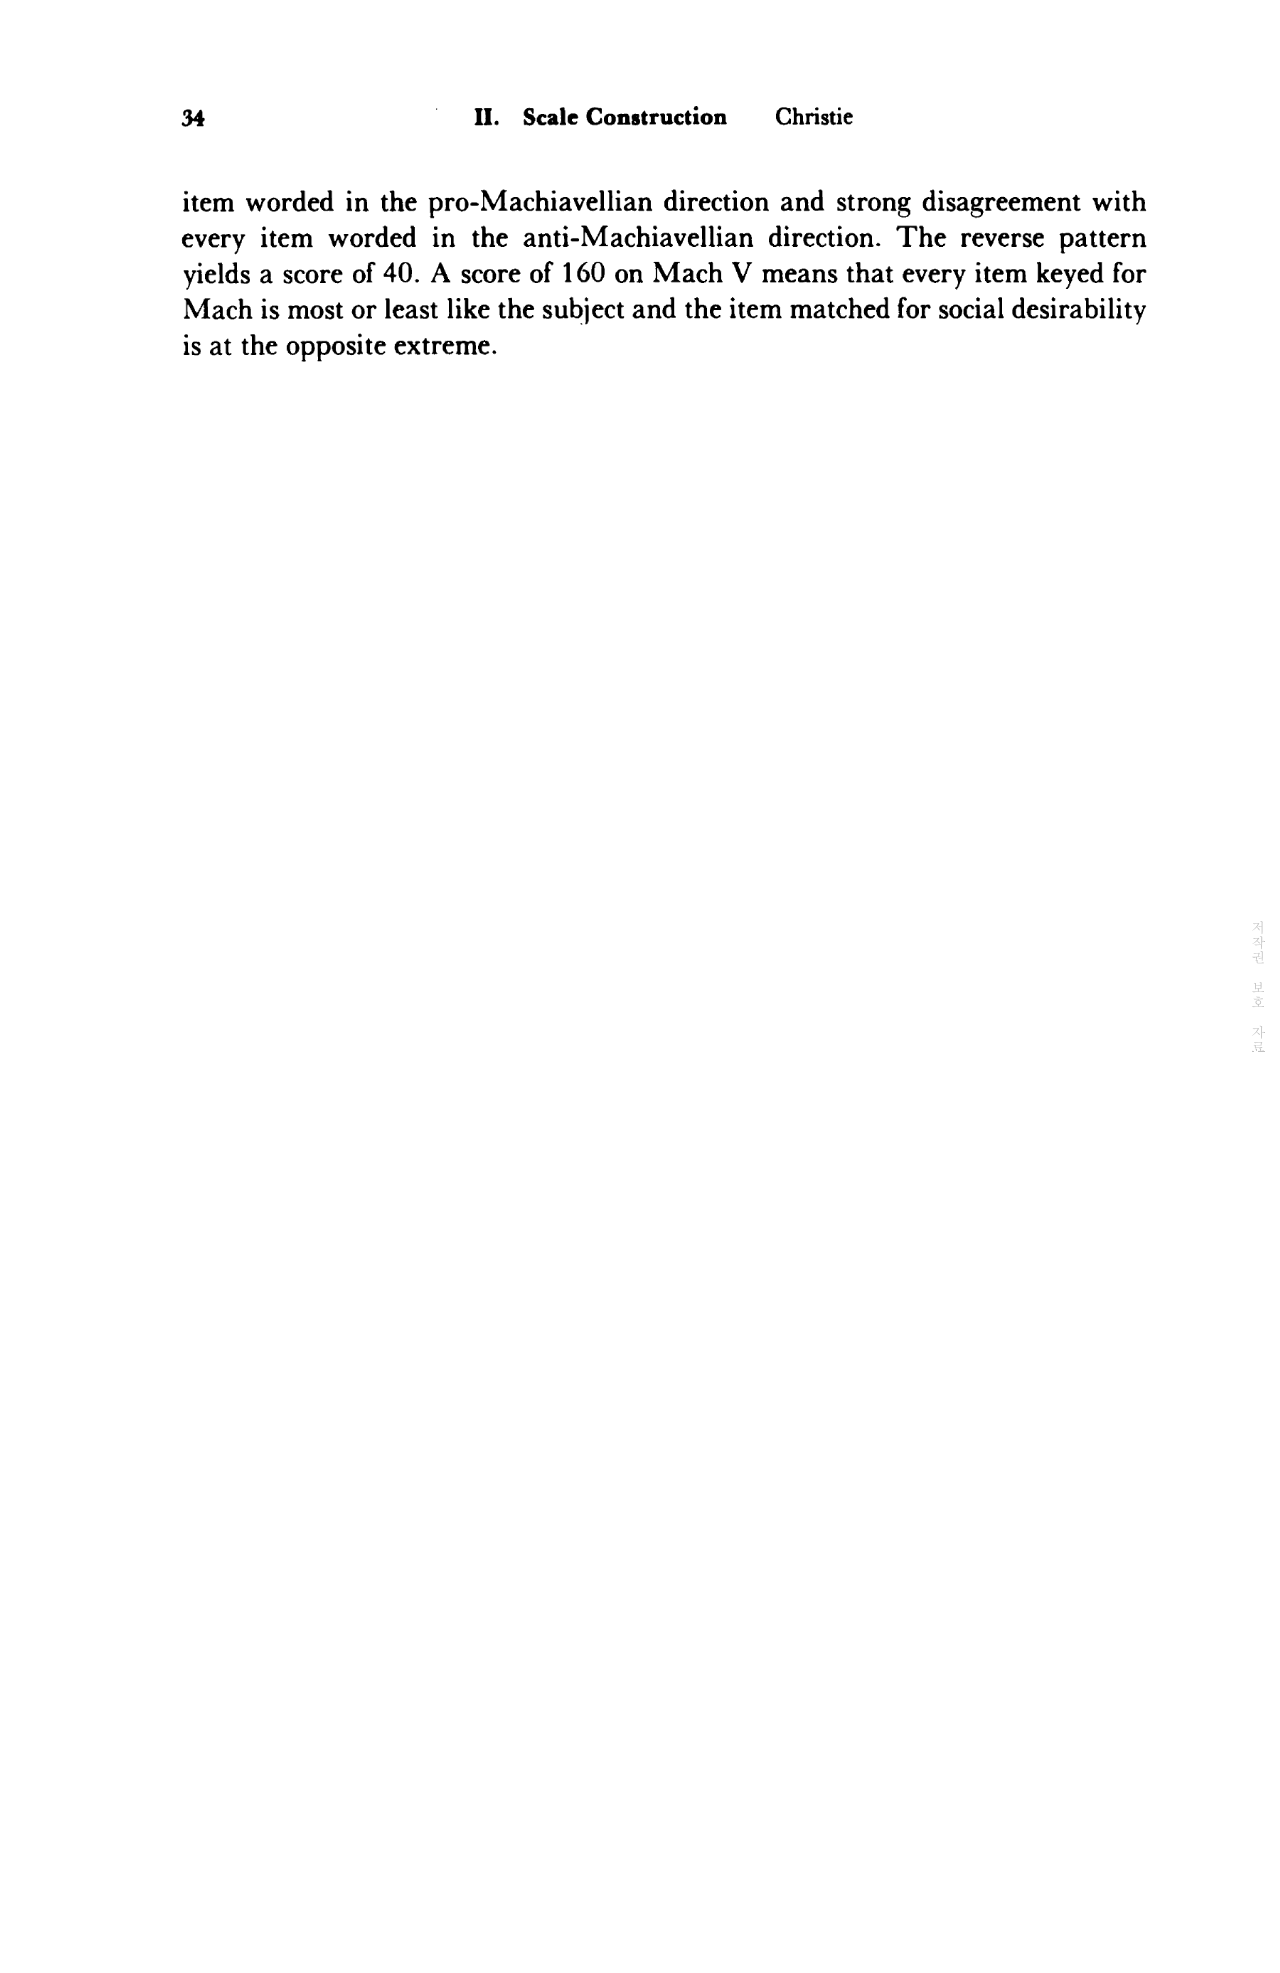 34 II. Scale Construction Christie
item worded in the pro-Machiavellian direction and strong disagreement with
every item worded in the anti-Machiavellian direction. The reverse pattern
yields a score of 40. A score of 160 on Mach V means that every item keyed for
Mach is most or least like the subject and the item matched for social desirability
is at the opposite extreme.
저작권 보호 자료